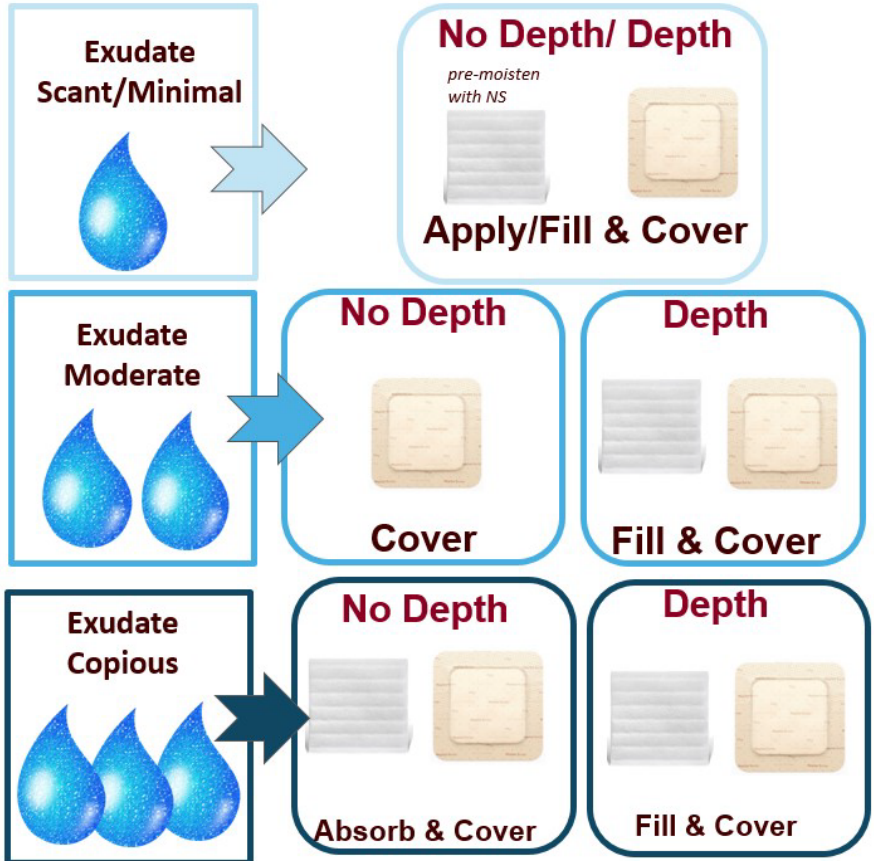 Exudate
Scant/Minimal
No Depth/ Depth
pre-moisten
with NS
Apply/Fill & Cover
Exudate
Moderate
No Depth
Cover
Depth
Fill & Cover
Exudate
Copious
No Depth
Absorb & Cover
Depth
Fill & Cover